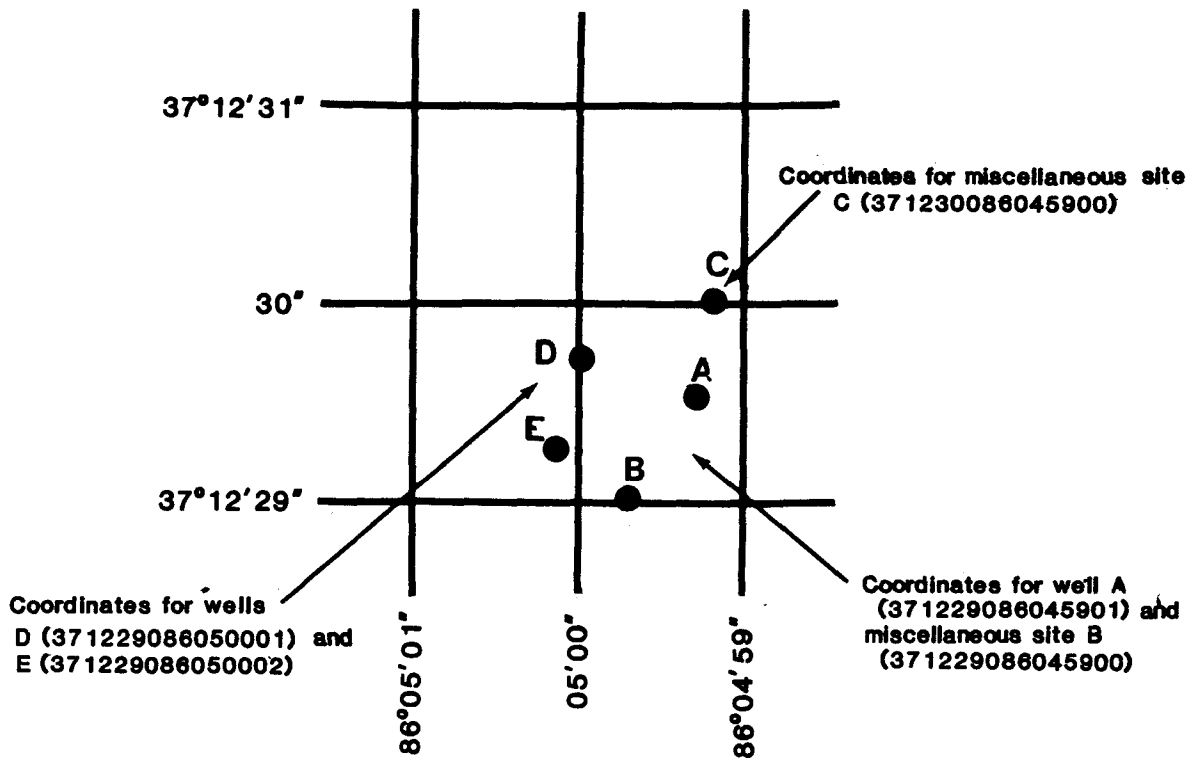 37°12'31"
Coordinates for miscellaneous site
C (371230086045900)
C
30"
D
A
E
B
37°12'29"
Coordinates for wells
D (371229086050001) and
E (371229086050002)
Coordinates for well A
(371229086045901) and
miscellaneous site B
(371229086045900)
86°05'01"
05'00"
86°04'59"